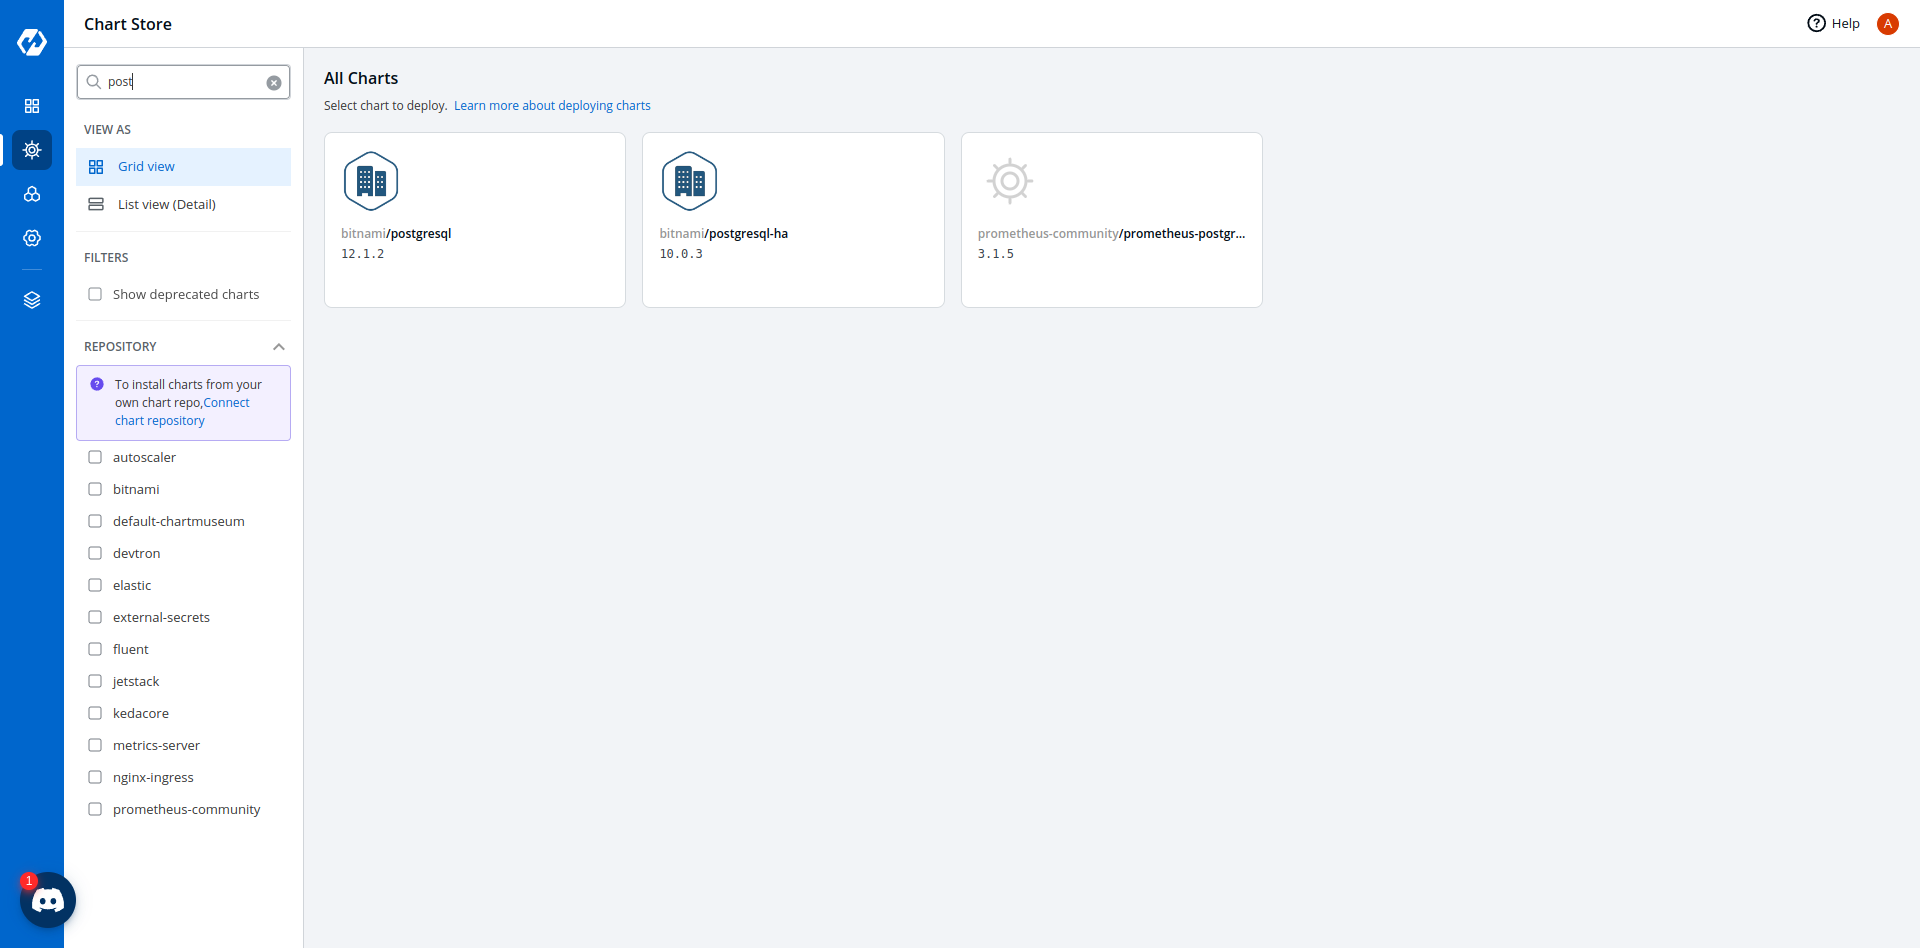 Chart Store
Help
A
post
VIEW AS
Grid view
List view (Detail)
FILTERS
Show deprecated charts
REPOSITORY
?
To install charts from your
own chart repo,Connect
chart repository
autoscaler
bitnami
default-chartmuseum
devtron
elastic
external-secrets
fluent
jetstack
kedacore
metrics-server
nginx-ingress
prometheus-community
1
All Charts
Select chart to deploy. Learn more about deploying charts
bitnami/postgresql
12.1.2
bitnami/postgresql-ha
10.0.3
prometheus-community/prometheus-postgr...
3.1.5